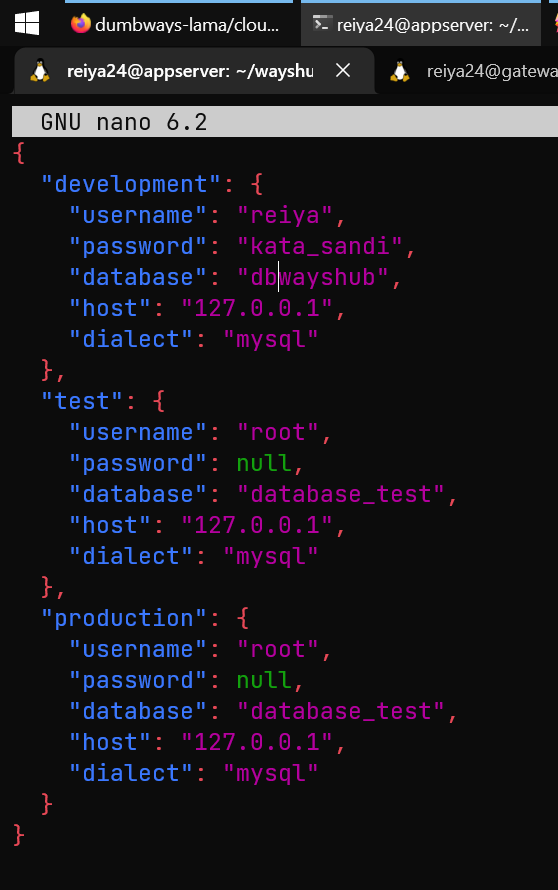 dumbways-lama/clou...
reiya24@appserver: ~/...
reiya24@appserver: ~/wayshu
reiya24@gatewa
GNU nano 6.2
{
  "development": {
    "username": "reiya",
    "password": "kata_sandi",
    "database": "dbwayshub",
    "host": "127.0.0.1",
    "dialect": "mysql"
  },
  "test": {
    "username": "root",
    "password": null,
    "database": "database_test",
    "host": "127.0.0.1",
    "dialect": "mysql"
  },
  "production": {
    "username": "root",
    "password": null,
    "database": "database_test",
    "host": "127.0.0.1",
    "dialect": "mysql"
  }
}